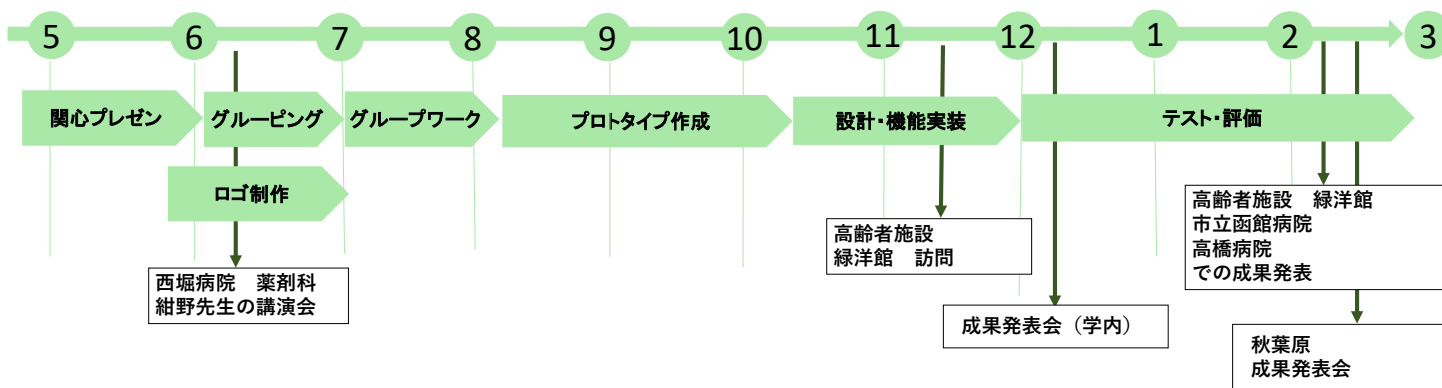 5 6 7 8 9 10 11 12 1 2 3
関心プレゼン
グルーピング
グループワーク
プロトタイプ作成
設計・機能実装
テスト・評価
ロゴ制作
西堀病院　薬剤科
紺野先生の講演会
高齢者施設
緑洋館　訪問
成果発表会（学内）
高齢者施設　緑洋館
市立函館病院
高橋病院
での成果発表
秋葉原
成果発表会